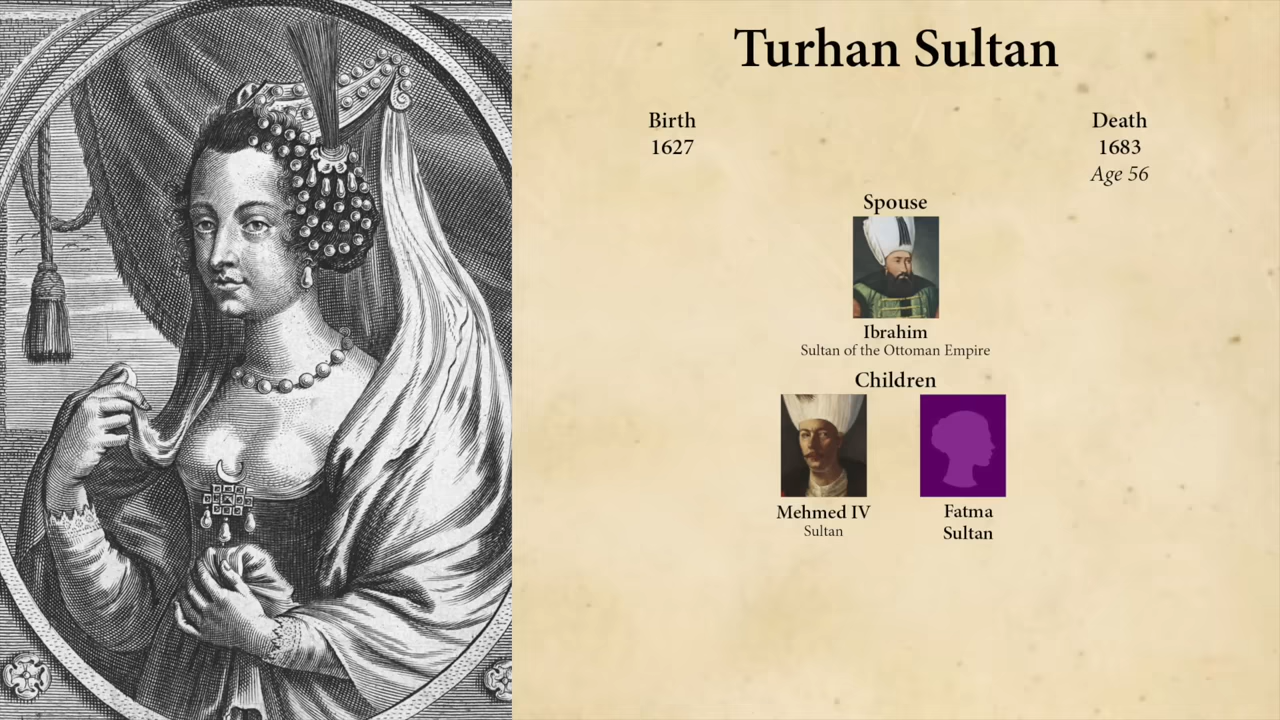 Turhan Sultan
Birth
1627
Death
1683
Age 56
Spouse
Ibrahim
Sultan of the Ottoman Empire
Children
Mehmed IV
Sultan
Fatma
Sultan